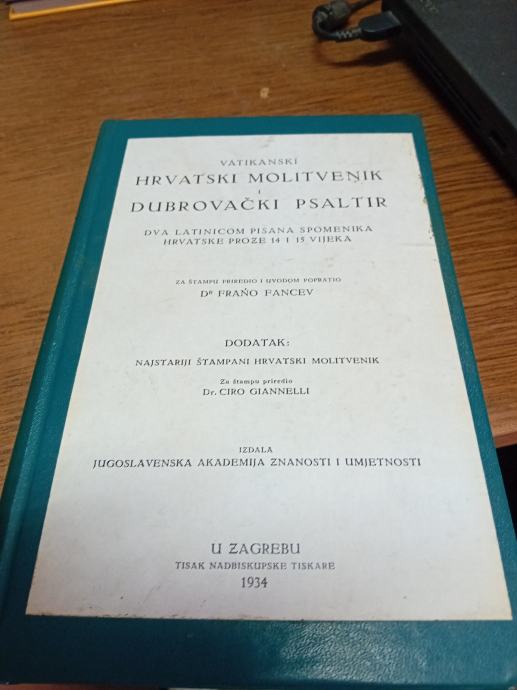 VATIKANSKI
HRVATSKI MOLITVENIK
I
DUBROVAČKI PSALTIR
DVA LATINICOM PISANA SPOMENIKA
HRVATSKE PROZE 14 I 15 VIJEKA
ZA ŠTAMPU PRIREDIO I UVODOM POPRATIO
DR FRAŃO FANCEV
DODATAK:
NAJSTARIJI ŠTAMPANI HRVATSKI MOLITVENIK
Za štampu priredio
Dr. CIRO GIANNELLI
IZDALA
JUGOSLAVENSKA AKADEMIJA ZNANOSTI I UMJETNOSTI
U ZAGREBU
TISAK NADBISKUPSKE TISKARE
1934